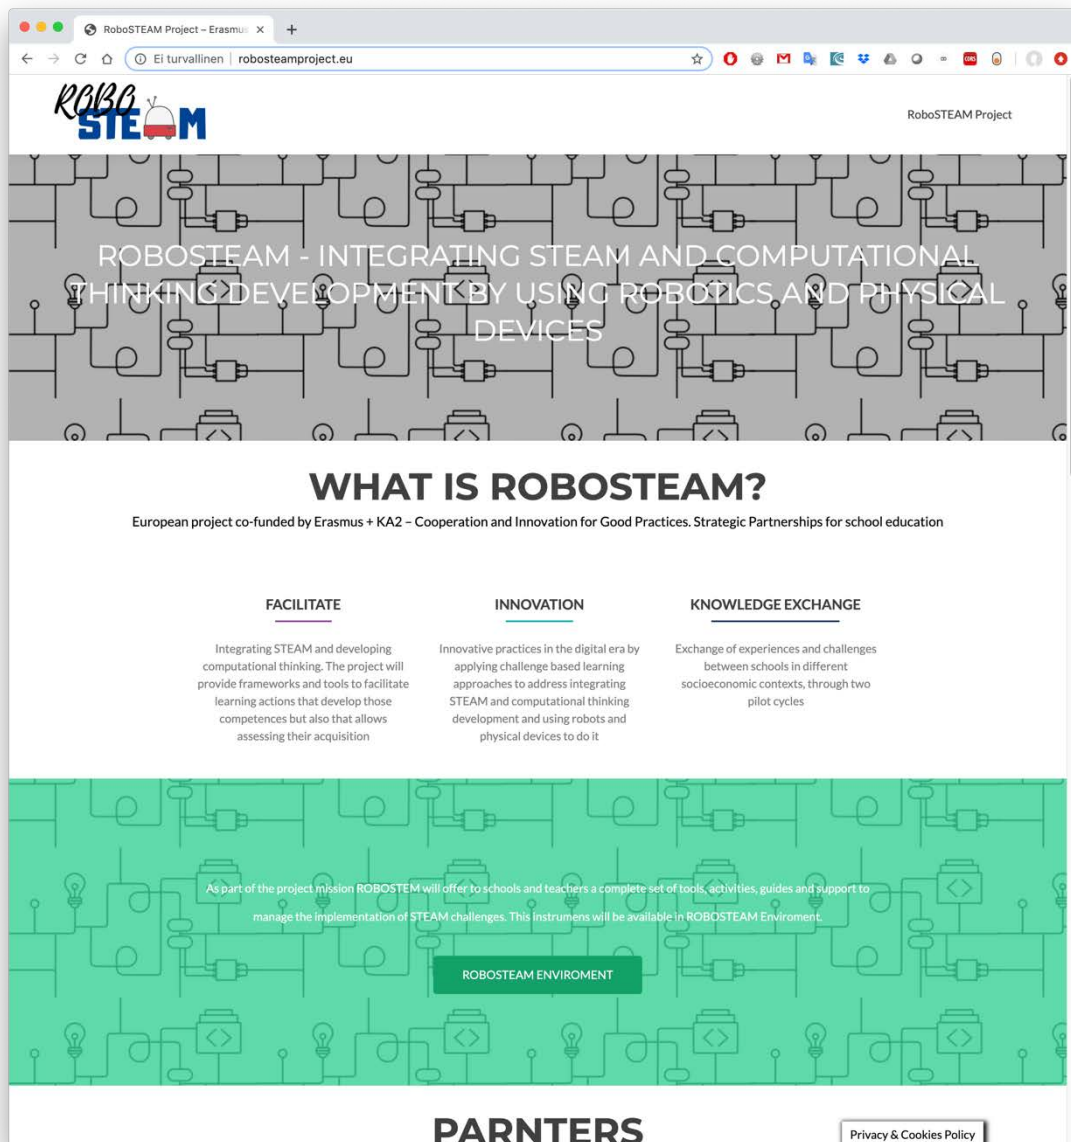 RoboSTEAM Project – Erasmus
Ei turvallinen
robosteamproject.eu
ROBO
STEAM
RoboSTEAM Project
ROBOSTEAM - INTEGRATING STEAM AND COMPUTATIONAL
THINKING DEVELOPMENT BY USING ROBOTICS AND PHYSICAL
DEVICES
WHAT IS ROBOSTEAM?
European project co-funded by Erasmus + KA2 – Cooperation and Innovation for Good Practices. Strategic Partnerships for school education
FACILITATE
Integrating STEAM and developing
computational thinking. The project will
provide frameworks and tools to facilitate
learning actions that develop those
competences but also that allows
assessing their acquisition
INNOVATION
Innovative practices in the digital era by
applying challenge based learning
approaches to address integrating
STEAM and computational thinking
development and using robots and
physical devices to do it
KNOWLEDGE EXCHANGE
Exchange of experiences and challenges
between schools in different
socioeconomic contexts, through two
pilot cycles
As part of the project mission ROBOSTEM will offer to schools and teachers a complete set of tools, activities, guides and support to
manage the implementation of STEAM challenges. This instrumens will be available in ROBOSTEAM Enviroment.
ROBOSTEAM ENVIROMENT
PARNTERS
Privacy & Cookies Policy